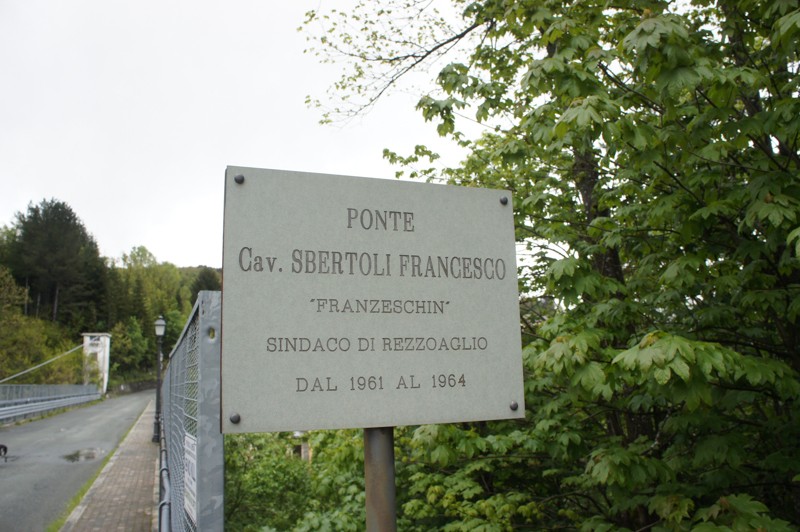 PONTE
Cav. SBERTOLI FRANCESCO
"FRANZESCHIN"
SINDACO DI REZZOAGLIO
DAL 1961 AL 1964